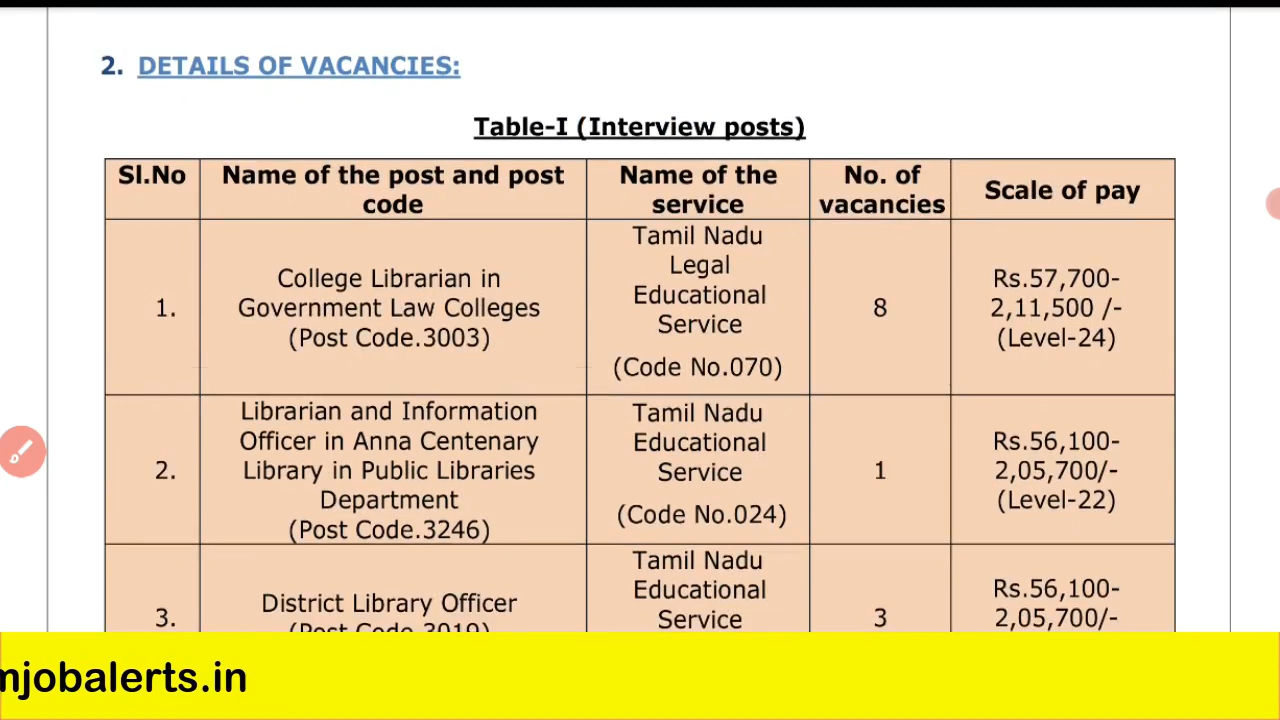 2. DETAILS OF VACANCIES:
Table-I (Interview posts)
Sl.No
Name of the post and post
code
Name of the
service
No. of
vacancies
Scale of pay
1.
College Librarian in
Government Law Colleges
(Post Code.3003)
Tamil Nadu
Legal
Educational
Service
(Code No.070)
8
Rs.57,700-
2,11,500 /-
(Level-24)
2.
Librarian and Information
Officer in Anna Centenary
Library in Public Libraries
Department
(Post Code.3246)
Tamil Nadu
Educational
Service
(Code No.024)
1
Rs.56,100-
2,05,700/-
(Level-22)
3.
District Library Officer
(Post Code.3019)
Tamil Nadu
Educational
Service
3
Rs.56,100-
2,05,700/-
mjobalerts.in